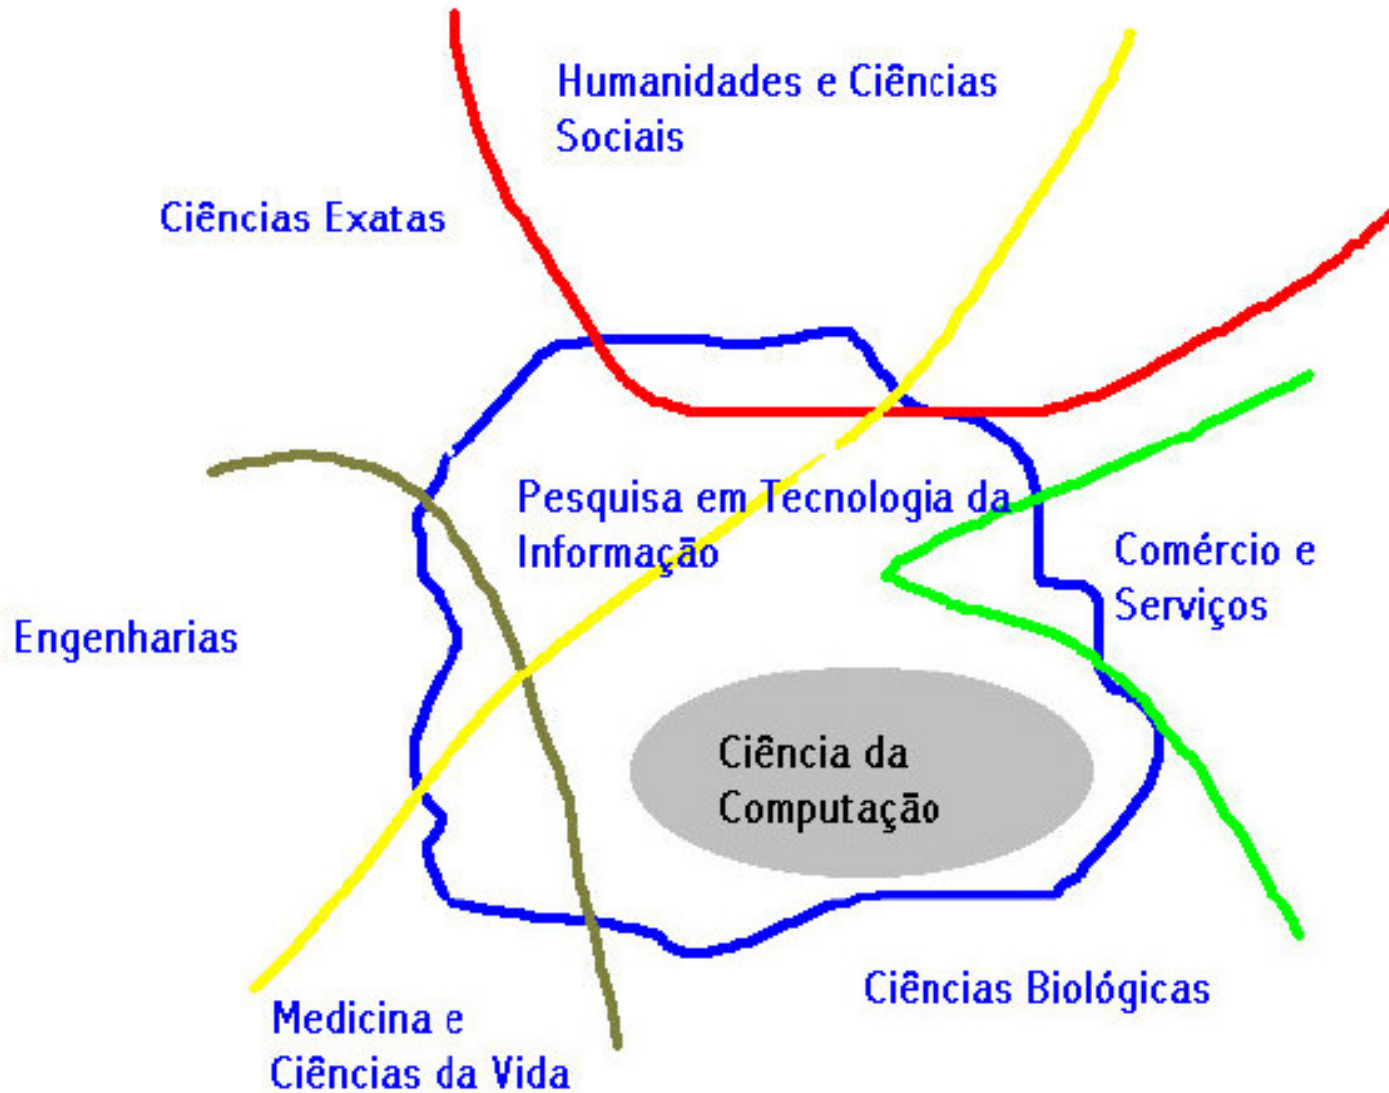 Humanidades e Ciências
Sociais
Ciências Exatas
Pesquisa em Tecnologia da
Informação
Comércio e
Serviços
Engenharias
Ciência da
Computação
Ciências Biológicas
Medicina e
Ciências da Vida